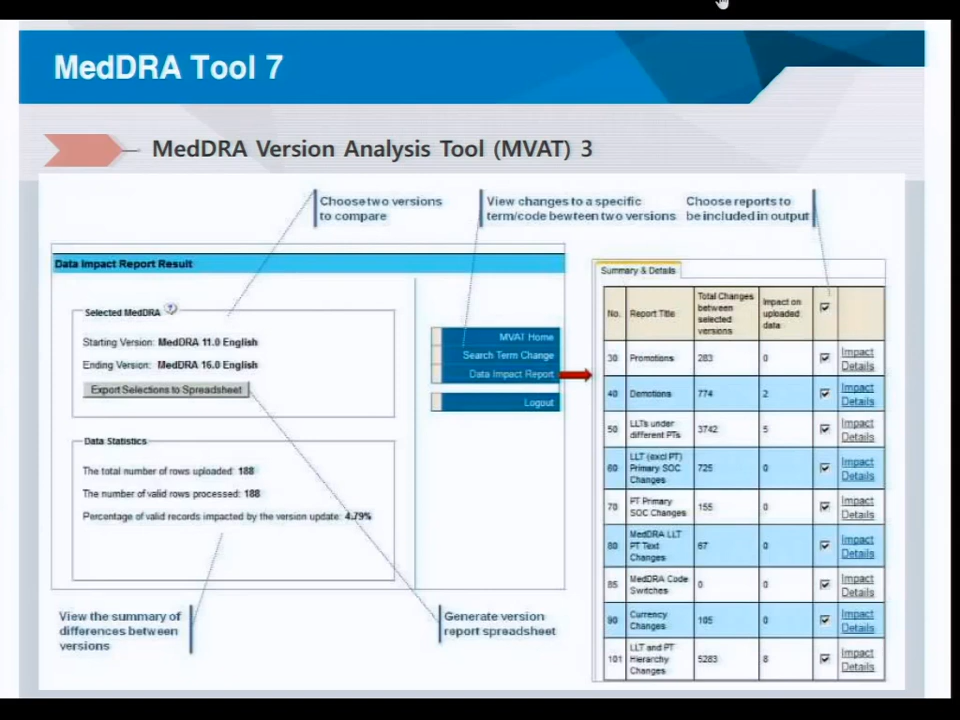 MedDRA Tool 7
MedDRA Version Analysis Tool (MVAT) 3
Choose two versions
to compare
View changes to a specific
term/code bewteen two versions
Choose reports to
be included in output
Data Impact Report Result
Selected MedDRA
Starting Version: MedDRA 11.0 English
Ending Version: MedDRA 16.0 English
Export Selections to Spreadsheet
Data Statistics
The total number of rows uploaded: 188
The number of valid rows processed: 188
Percentage of valid records impacted by the version update: 4.79%
MVAT Home
Search Term Change
Data Impact Report
Logout
View the summary of
differences between
versions
Generate version
report spreadsheet
Summary & Details
No. Report Title Total Changes between selected versions Impact on uploaded data
30 Promotions 283 0 Impact Details
40 Demotions 774 2 Impact Details
50 LLTs under different PTs 3742 5 Impact Details
60 LLT (excl PT) Primary SOC Changes 725 0 Impact Details
70 PT Primary SOC Changes 155 0 Impact Details
80 MedDRA LLT PT Text Changes 67 0 Impact Details
85 MedDRA Code Switches 0 0 Impact Details
90 Currency Changes 105 0 Impact Details
101 LLT and PT Hierarchy Changes 5283 8 Impact Details